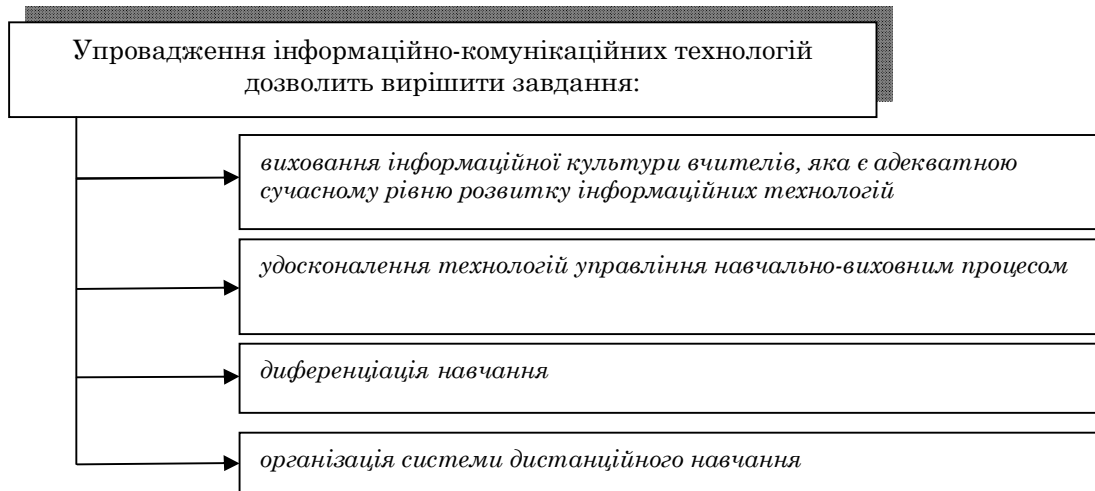 Упровадження інформаційно-комунікаційних технологій
дозволить вирішити завдання:
виховання інформаційної культури вчителів, яка є адекватною
сучасному рівню розвитку інформаційних технологій
удосконалення технологій управління навчально-виховним процесом
диференціація навчання
організація системи дистанційного навчання